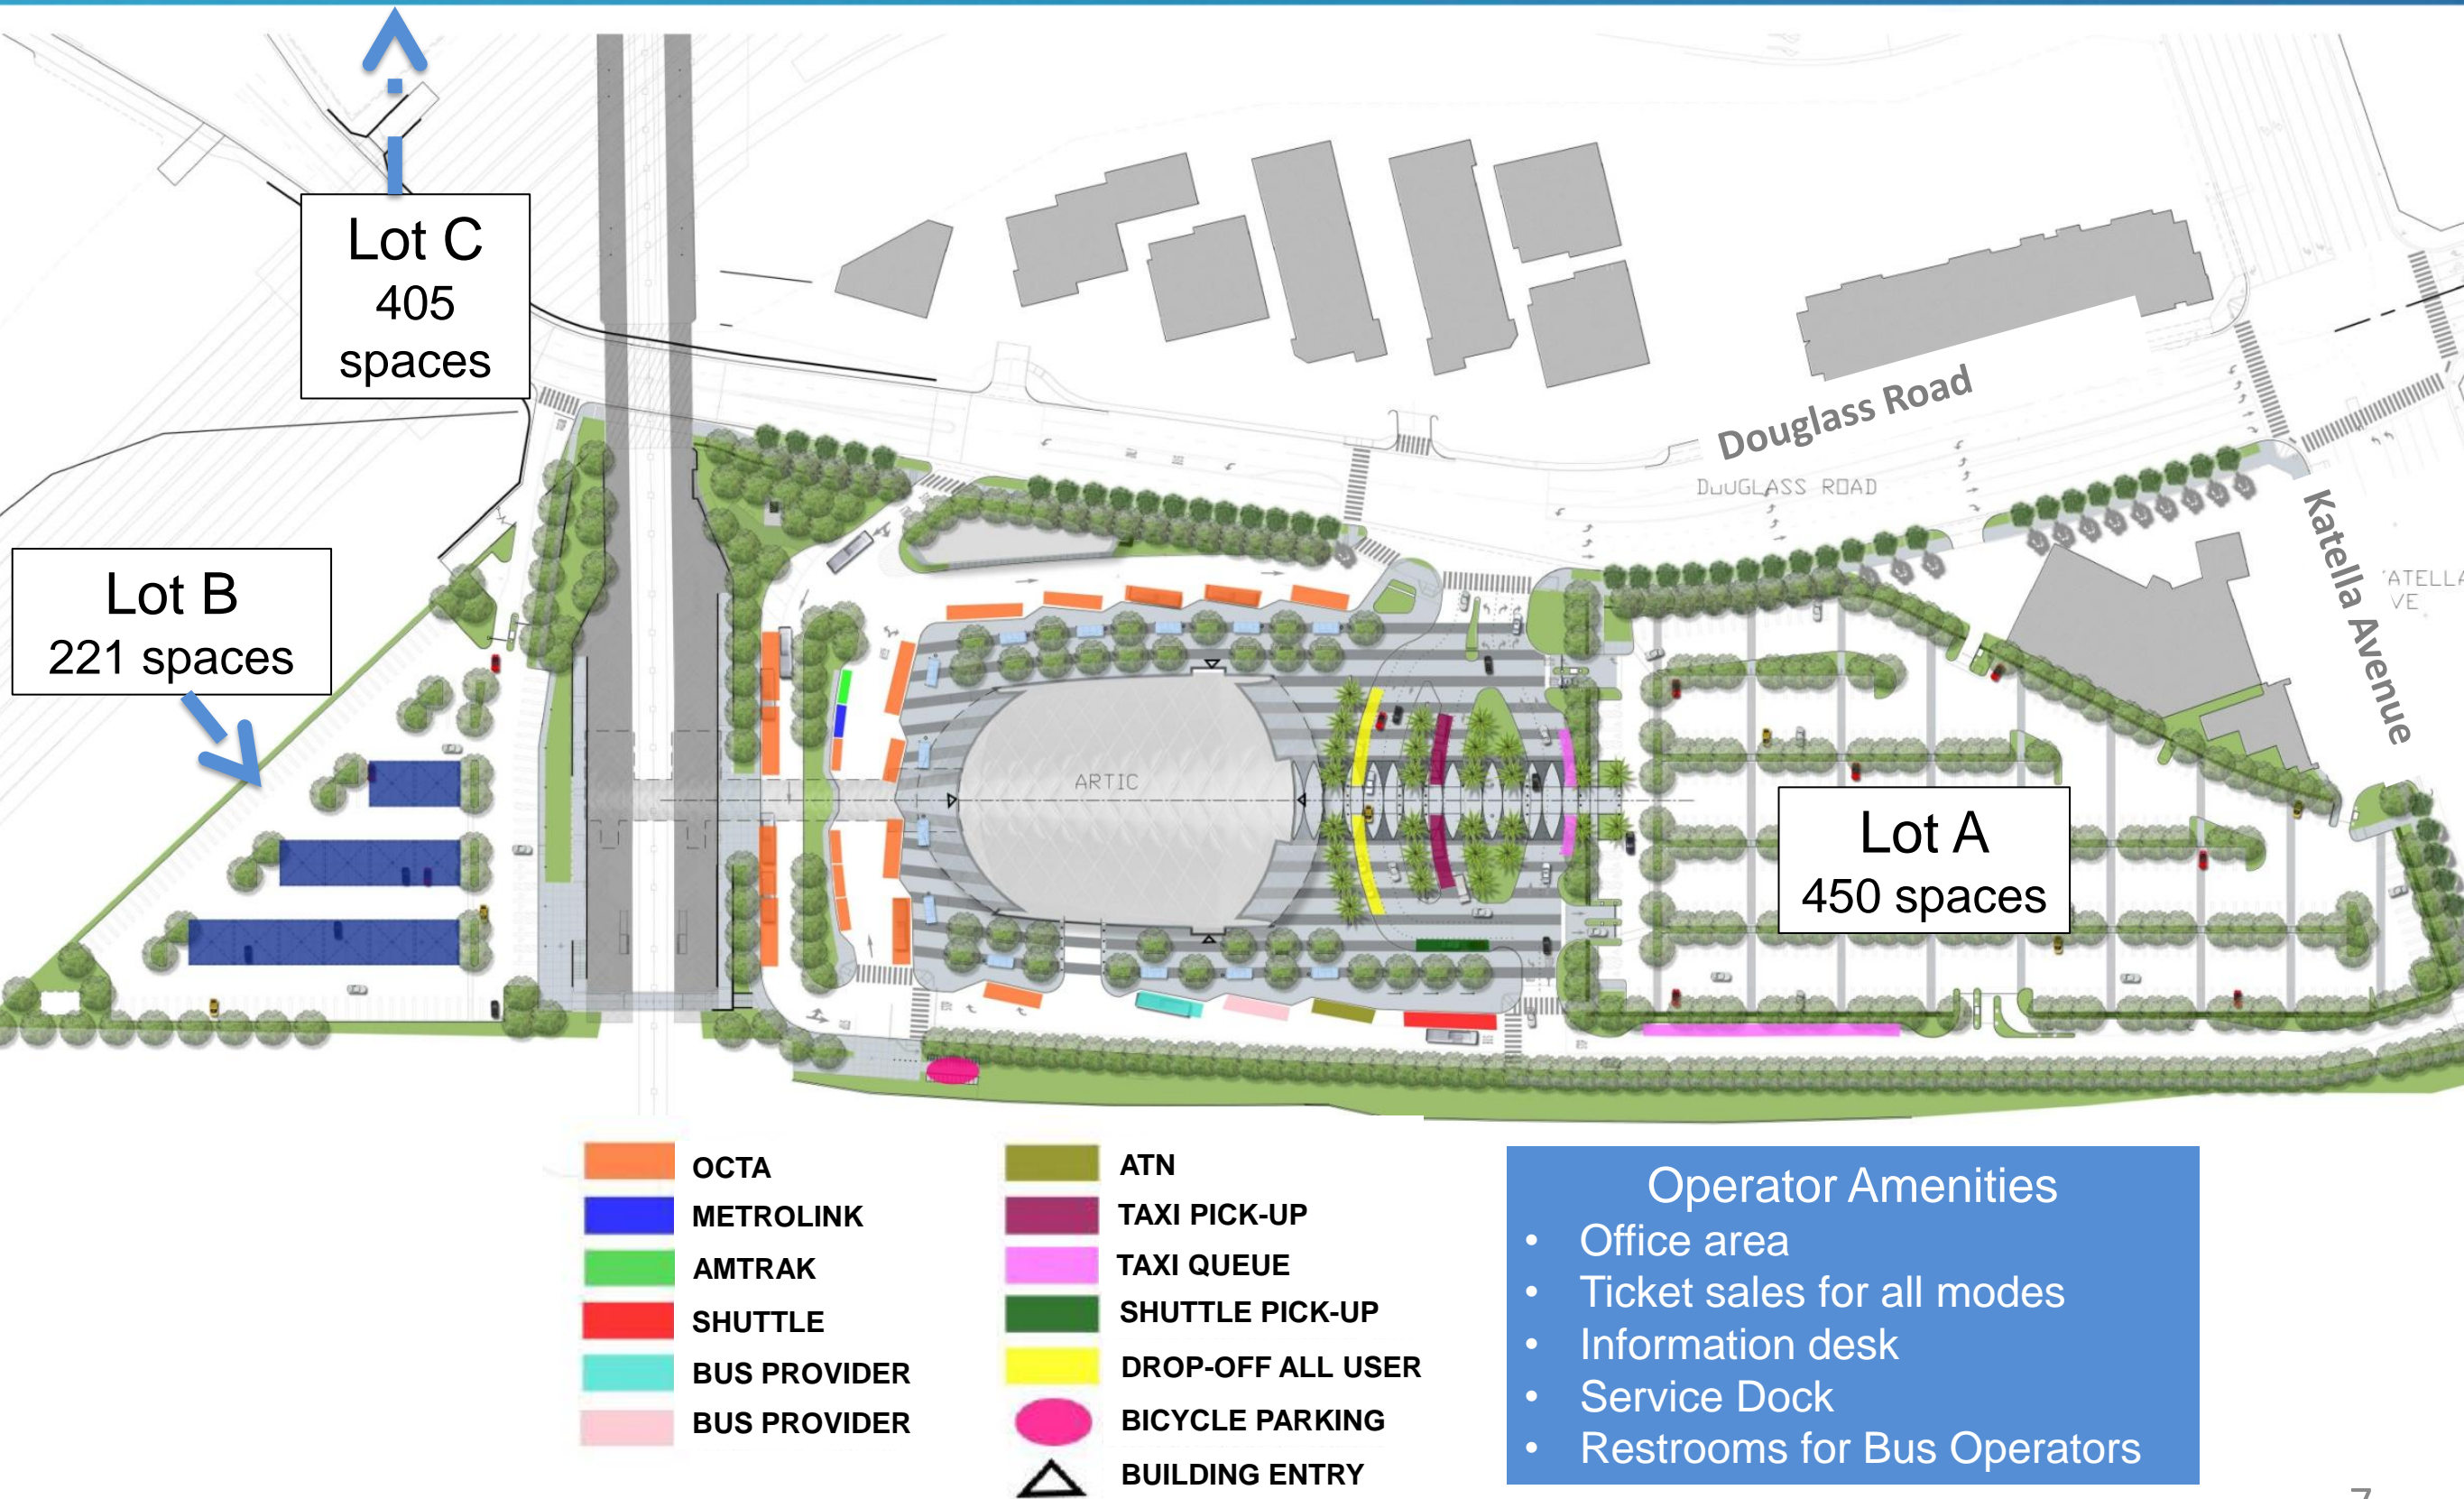 Lot C
405
spaces
Douglass Road
DOUGLASS ROAD
Katella Avenue
Lot B
221 spaces
ARTIC
Lot A
450 spaces
OCTA
METROLINK
AMTRAK
SHUTTLE
BUS PROVIDER
BUS PROVIDER
ATN
TAXI PICK-UP
TAXI QUEUE
SHUTTLE PICK-UP
DROP-OFF ALL USER
BICYCLE PARKING
BUILDING ENTRY
Operator Amenities
• Office area
• Ticket sales for all modes
• Information desk
• Service Dock
• Restrooms for Bus Operators